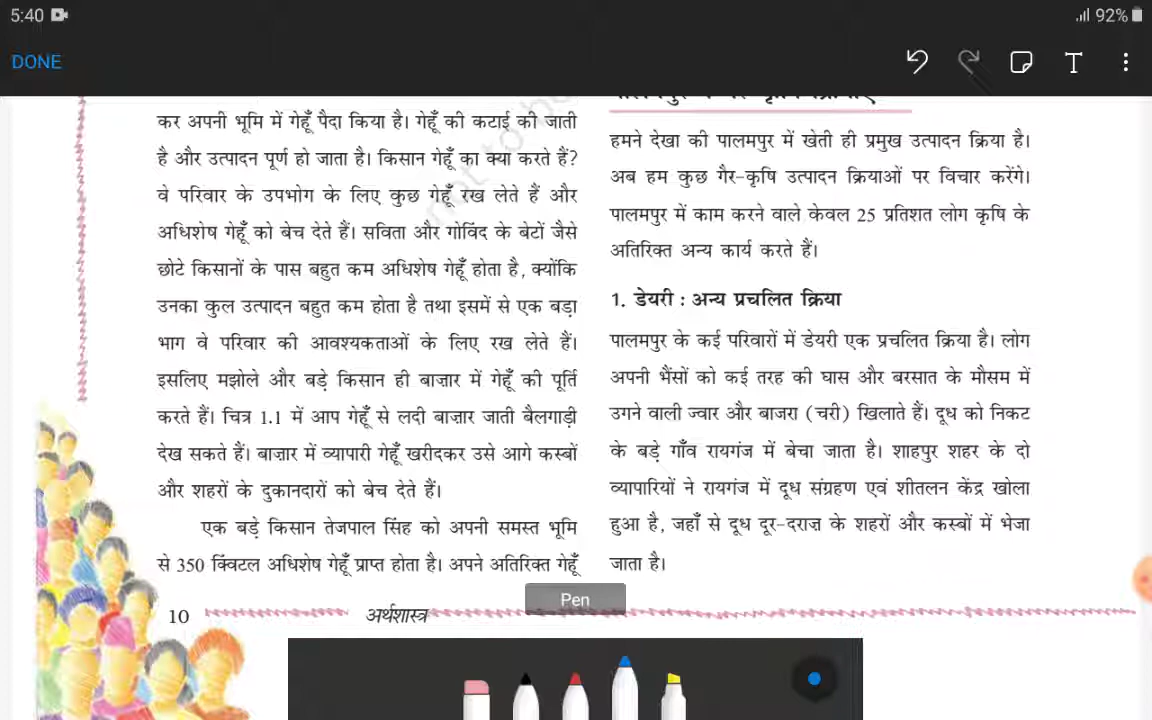 5:40
92%
DONE
T
कर अपनी भूमि में गेहूँ पैदा किया है। गेहूँ की कटाई की जाती
है और उत्पादन पूर्ण हो जाता है। किसान गेहूँ का क्या करते हैं?
वे परिवार के उपभोग के लिए कुछ गेहूँ रख लेते हैं और
अधिशेष गेहूँ को बेच देते हैं। सविता और गोविंद के बेटों जैसे
छोटे किसानों के पास बहुत कम अधिशेष गेहूँ होता है, क्योंकि
उनका कुल उत्पादन बहुत कम होता है तथा इसमें से एक बड़ा
भाग वे परिवार की आवश्यकताओं के लिए रख लेते हैं।
इसलिए मझोले और बड़े किसान ही बाज़ार में गेहूँ की पूर्ति
करते हैं। चित्र 1.1 में आप गेहूँ से लदी बाज़ार जाती बैलगाड़ी
देख सकते हैं। बाज़ार में व्यापारी गेहूँ खरीदकर उसे आगे कस्बों
और शहरों के दुकानदारों को बेच देते हैं।
एक बड़े किसान तेजपाल सिंह को अपनी समस्त भूमि
से 350 क्विंटल अधिशेष गेहूँ प्राप्त होता है। अपने अतिरिक्त गेहूँ
हमने देखा की पालमपुर में खेती ही प्रमुख उत्पादन क्रिया है।
अब हम कुछ गैर-कृषि उत्पादन क्रियाओं पर विचार करेंगे।
पालमपुर में काम करने वाले केवल 25 प्रतिशत लोग कृषि के
अतिरिक्त अन्य कार्य करते हैं।
1. डेयरी : अन्य प्रचलित क्रिया
पालमपुर के कई परिवारों में डेयरी एक प्रचलित क्रिया है। लोग
अपनी भैंसों को कई तरह की घास और बरसात के मौसम में
उगने वाली ज्वार और बाजरा (चरी) खिलाते हैं। दूध को निकट
के बड़े गाँव रायगंज में बेचा जाता है। शाहपुर शहर के दो
व्यापारियों ने रायगंज में दूध संग्रहण एवं शीतलन केंद्र खोला
हुआ है, जहाँ से दूध दूर-दराज़ के शहरों और कस्बों में भेजा
जाता है।
not to b
Pen
10
अर्थशास्त्र